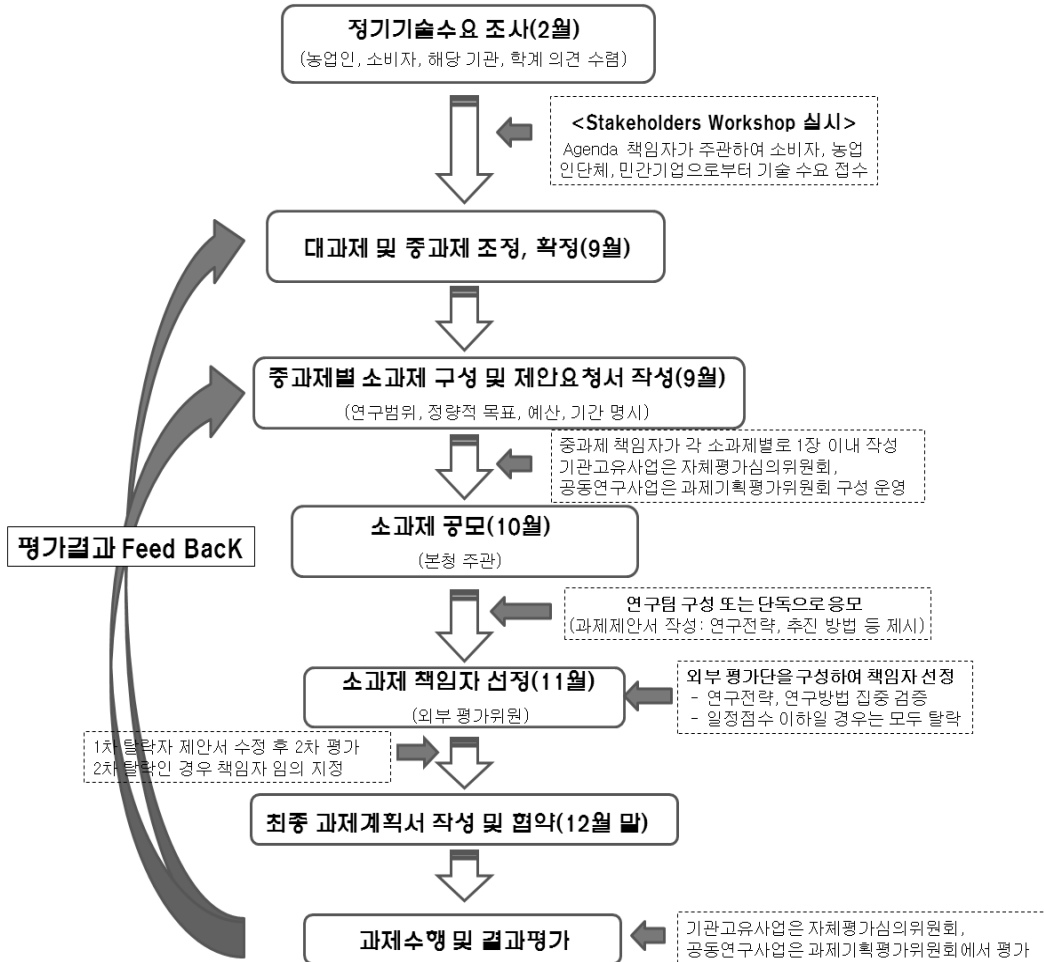 정기기술수요 조사(2월)
(농업인, 소비자, 해당 기관, 학계 의견 수렴)
<Stakeholders Workshop 실시>
Agenda 책임자가 주관하여 소비자, 농업
인단체, 민간기업으로부터 기술 수요 접수
대과제 및 중과제 조정, 확정(9월)
중과제별 소과제 구성 및 제안요청서 작성(9월)
(연구범위, 정량적 목표, 예산, 기간 명시)
중과제 책임자가 각 소과제별로 1장 이내 작성
기관고유사업은 자체평가심의위원회,
공동연구사업은 과제기획평가위원회 구성 운영
소과제 공모(10월)
(본청 주관)
평가결과 Feed BacK
연구팀 구성 또는 단독으로 응모
(과제제안서 작성: 연구전략, 추진 방법 등 제시)
소과제 책임자 선정(11월)
(외부 평가위원)
외부 평가단을 구성하여 책임자 선정
- 연구전략, 연구방법 집중 검증
- 일정점수 이하일 경우는 모두 탈락
1차 탈락자 제안서 수정 후 2차 평가
2차 탈락인 경우 책임자 임의 지정
최종 과제계획서 작성 및 협약(12월 말)
과제수행 및 결과평가
기관고유사업은 자체평가심의위원회,
공동연구사업은 과제기획평가위원회에서 평가